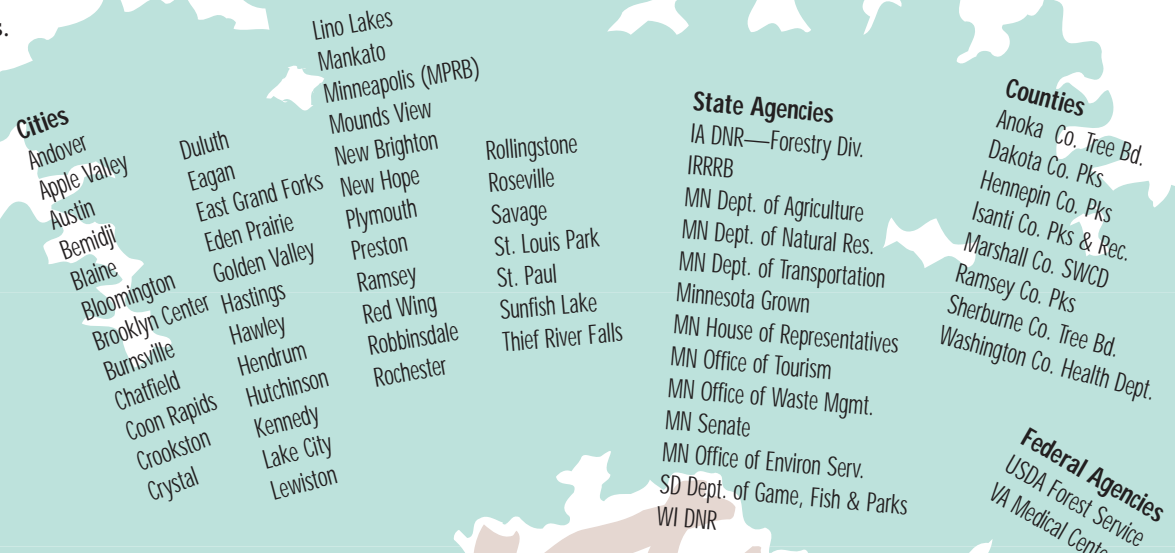 s.
Cities
Andover
Apple Valley
Austin
Bemidji
Blaine
Bloomington
Brooklyn Center
Burnsville
Chatfield
Coon Rapids
Crookston
Crystal
Duluth
Eagan
East Grand Forks
Eden Prairie
Golden Valley
Hastings
Hawley
Hendrum
Hutchinson
Kennedy
Lake City
Lewiston
Lino Lakes
Mankato
Minneapolis (MPRB)
Mounds View
New Brighton
New Hope
Plymouth
Preston
Ramsey
Red Wing
Robbinsdale
Rochester
Rollingstone
Roseville
Savage
St. Louis Park
St. Paul
Sunfish Lake
Thief River Falls
State Agencies
IA DNR—Forestry Div.
IRRRB
MN Dept. of Agriculture
MN Dept. of Natural Res.
MN Dept. of Transportation
Minnesota Grown
MN House of Representatives
MN Office of Tourism
MN Office of Waste Mgmt.
MN Senate
MN Office of Environ Serv.
SD Dept. of Game, Fish & Parks
WI DNR
Counties
Anoka Co. Tree Bd.
Dakota Co. Pks
Hennepin Co. Pks
Isanti Co. Pks & Rec.
Marshall Co. SWCD
Ramsey Co. Pks
Sherburne Co. Tree Bd.
Washington Co. Health Dept.
Federal Agencies
USDA Forest Service
VA Medical